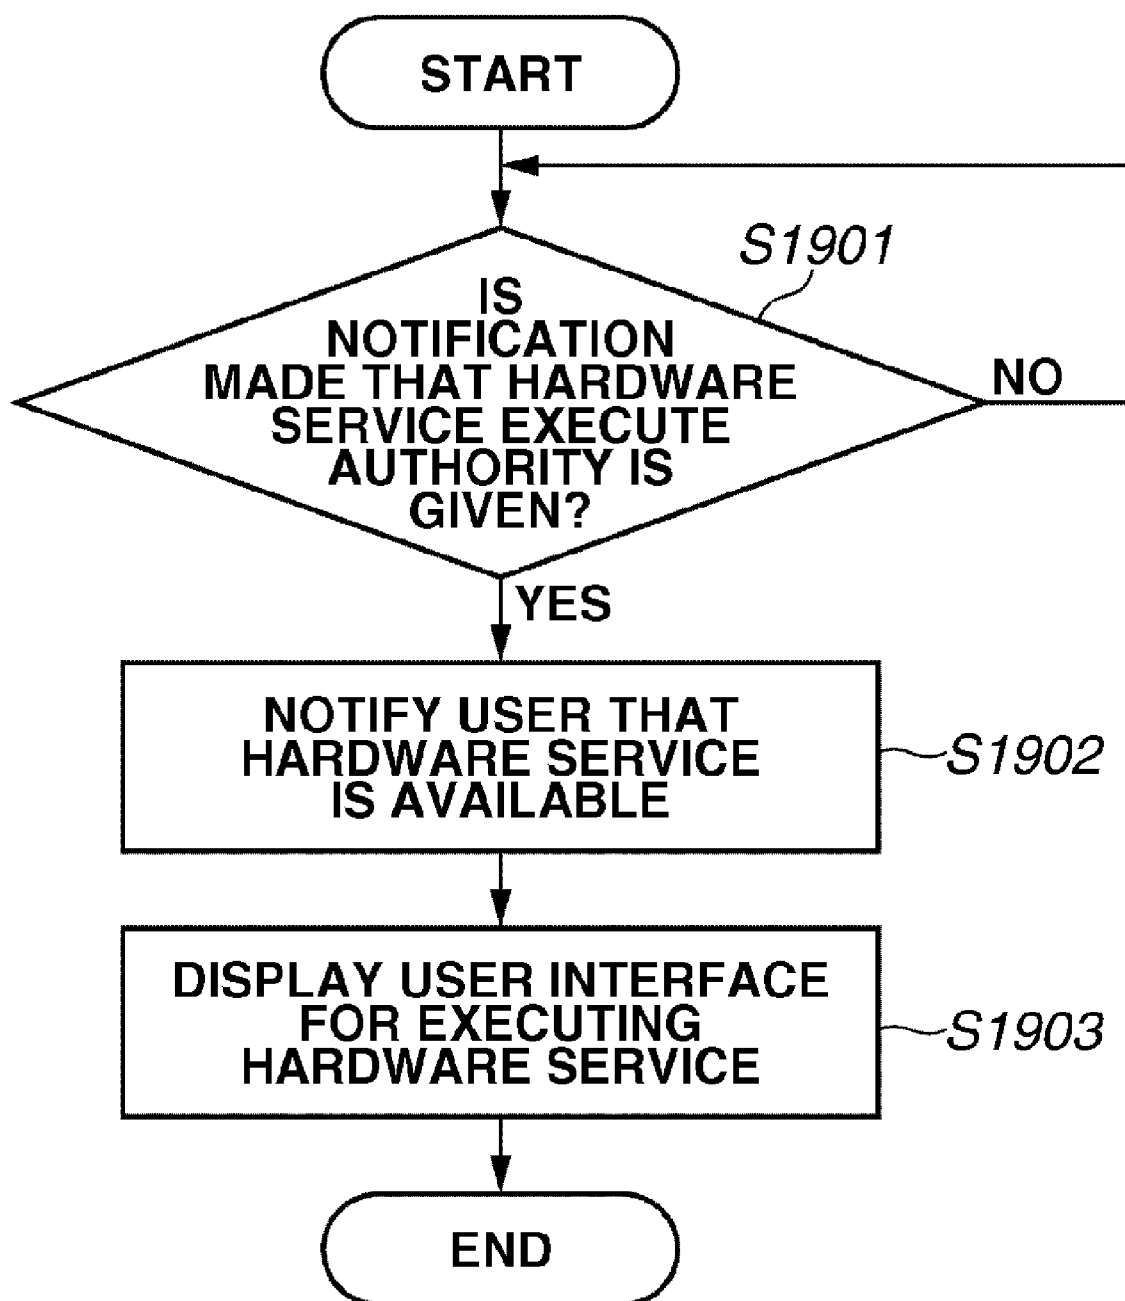 START
S1901
IS
NOTIFICATION
MADE THAT HARDWARE
SERVICE EXECUTE
AUTHORITY IS
GIVEN?
NO
YES
NOTIFY USER THAT
HARDWARE SERVICE
IS AVAILABLE
S1902
DISPLAY USER INTERFACE
FOR EXECUTING
HARDWARE SERVICE
S1903
END